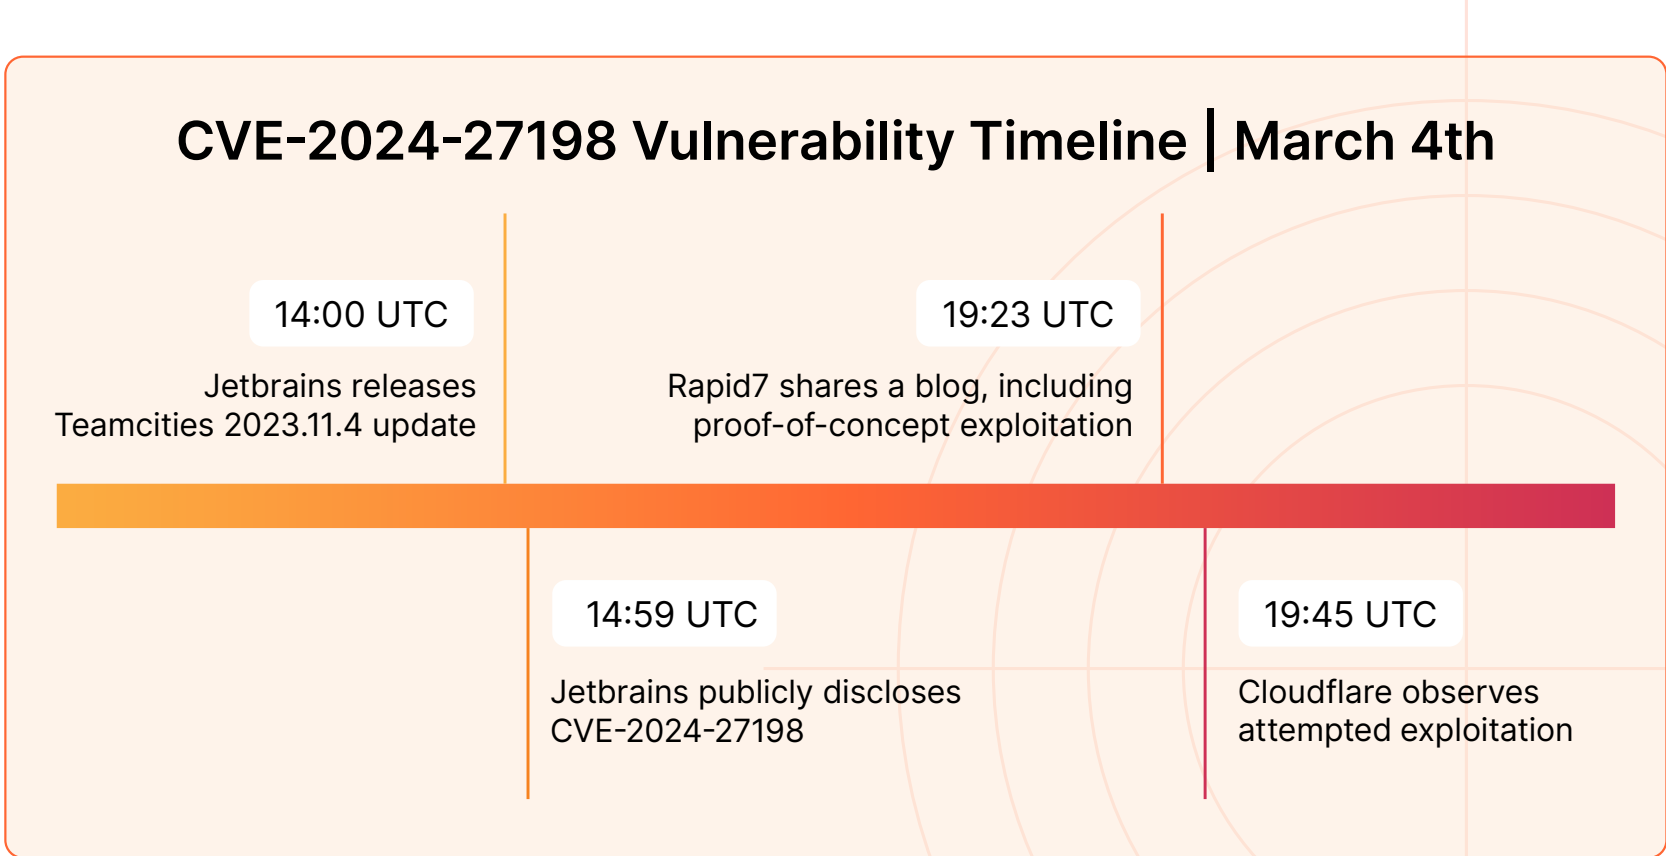 CVE-2024-27198 Vulnerability Timeline | March 4th
14:00 UTC
Jetbrains releases
Teamcities 2023.11.4 update
14:59 UTC
Jetbrains publicly discloses
CVE-2024-27198
19:23 UTC
Rapid7 shares a blog, including
proof-of-concept exploitation
19:45 UTC
Cloudflare observes
attempted exploitation